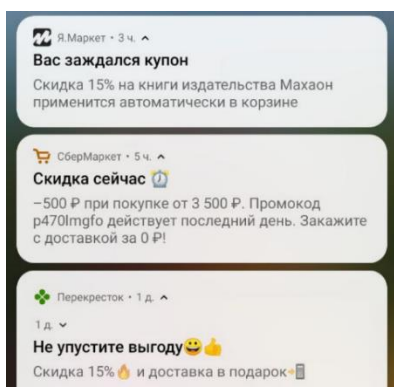 Я.Маркет • 3 ч.
Вас заждался купон
Скидка 15% на книги издательства Махаон
применится автоматически в корзине
СберМаркет • 5 ч.
Скидка сейчас ⏰
−500 ₽ при покупке от 3 500 ₽. Промокод
p470lmgfo действует последний день. Закажите
с доставкой за 0 ₽!
Перекресток • 1 д.
1 д.
Не упустите выгоду😀👍
Скидка 15%🔥 и доставка в подарок📲